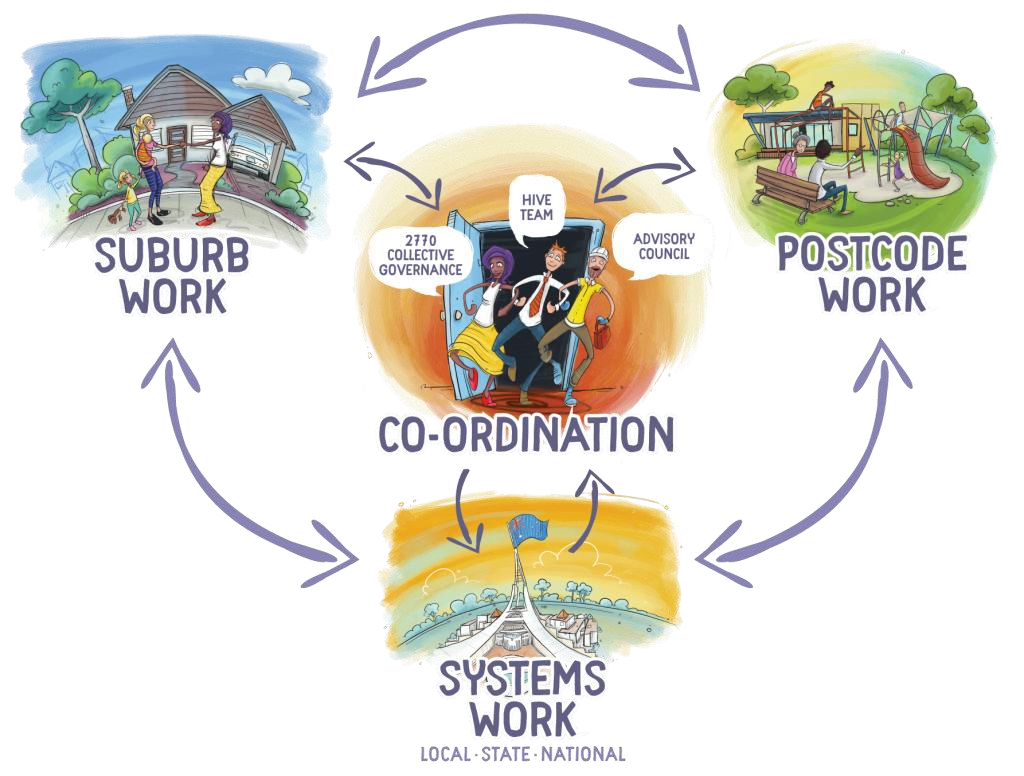 SUBURB
WORK
POSTCODE
WORK
HIVE
TEAM
2770
COLLECTIVE
GOVERNANCE
ADVISORY
COUNCIL
CO-ORDINATION
SYSTEMS
WORK
LOCAL · STATE · NATIONAL